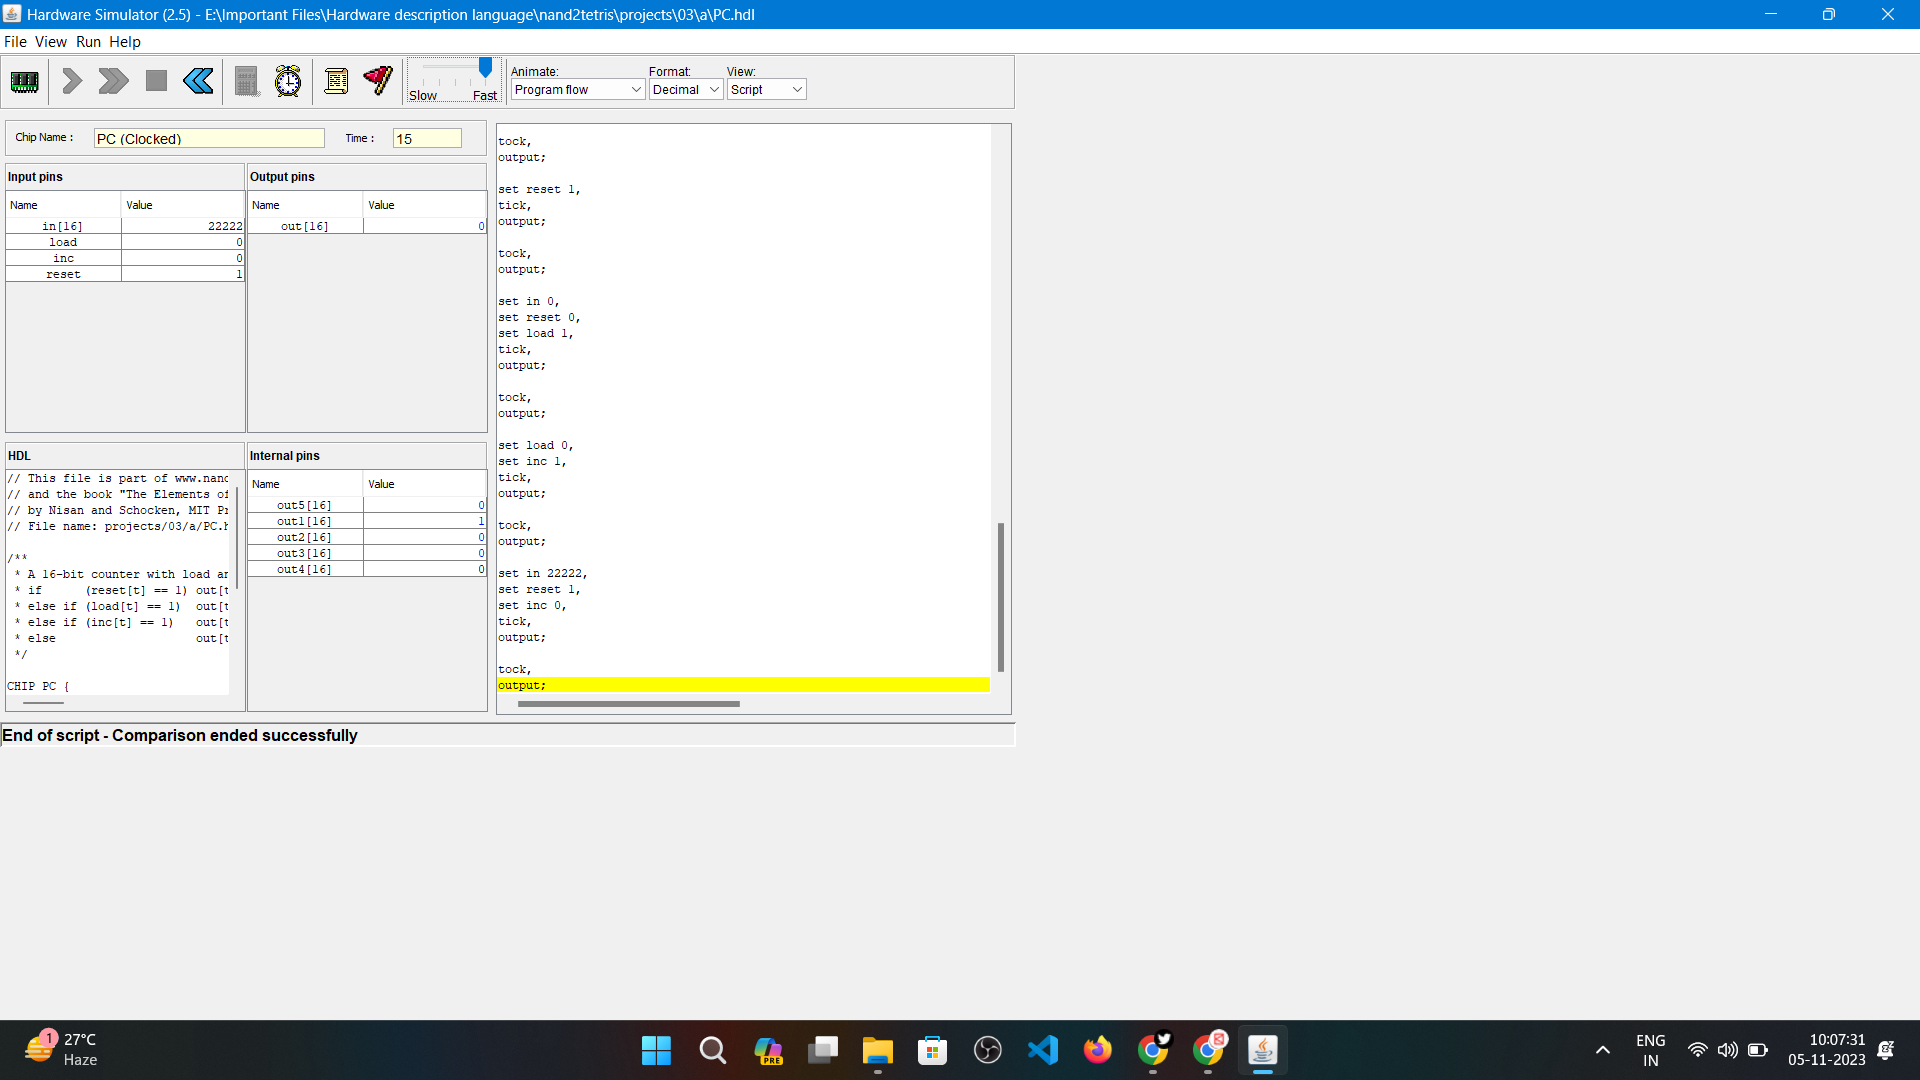 Hardware Simulator (2.5) - E:\Important Files\Hardware description language\nand2tetris\projects\03\a\PC.hdl
File View Run Help
Slow Fast
Animate: Format: View:
Program flow Decimal Script
Chip Name : PC (Clocked) Time : 15
Input pins
Name Value
in[16] 22222
load 0
inc 0
reset 1
Output pins
Name Value
out[16] 0
HDL
// This file is part of www.nanc
// and the book "The Elements of
// by Nisan and Schocken, MIT Pr
// File name: projects/03/a/PC.h
/**
* A 16-bit counter with load ar
* if (reset[t] == 1) out[t
* else if (load[t] == 1) out[t
* else if (inc[t] == 1) out[t
* else out[t
*/
CHIP PC {
Internal pins
Name Value
out5[16] 0
out1[16] 1
out2[16] 0
out3[16] 0
out4[16] 0
tock,
output;
set reset 1,
tick,
output;
tock,
output;
set in 0,
set reset 0,
set load 1,
tick,
output;
tock,
output;
set load 0,
set inc 1,
tick,
output;
tock,
output;
set in 22222,
set reset 1,
set inc 0,
tick,
output;
tock,
output;
End of script - Comparison ended successfully
1
27°C
Haze
PRE
ENG
IN
10:07:31
05-11-2023